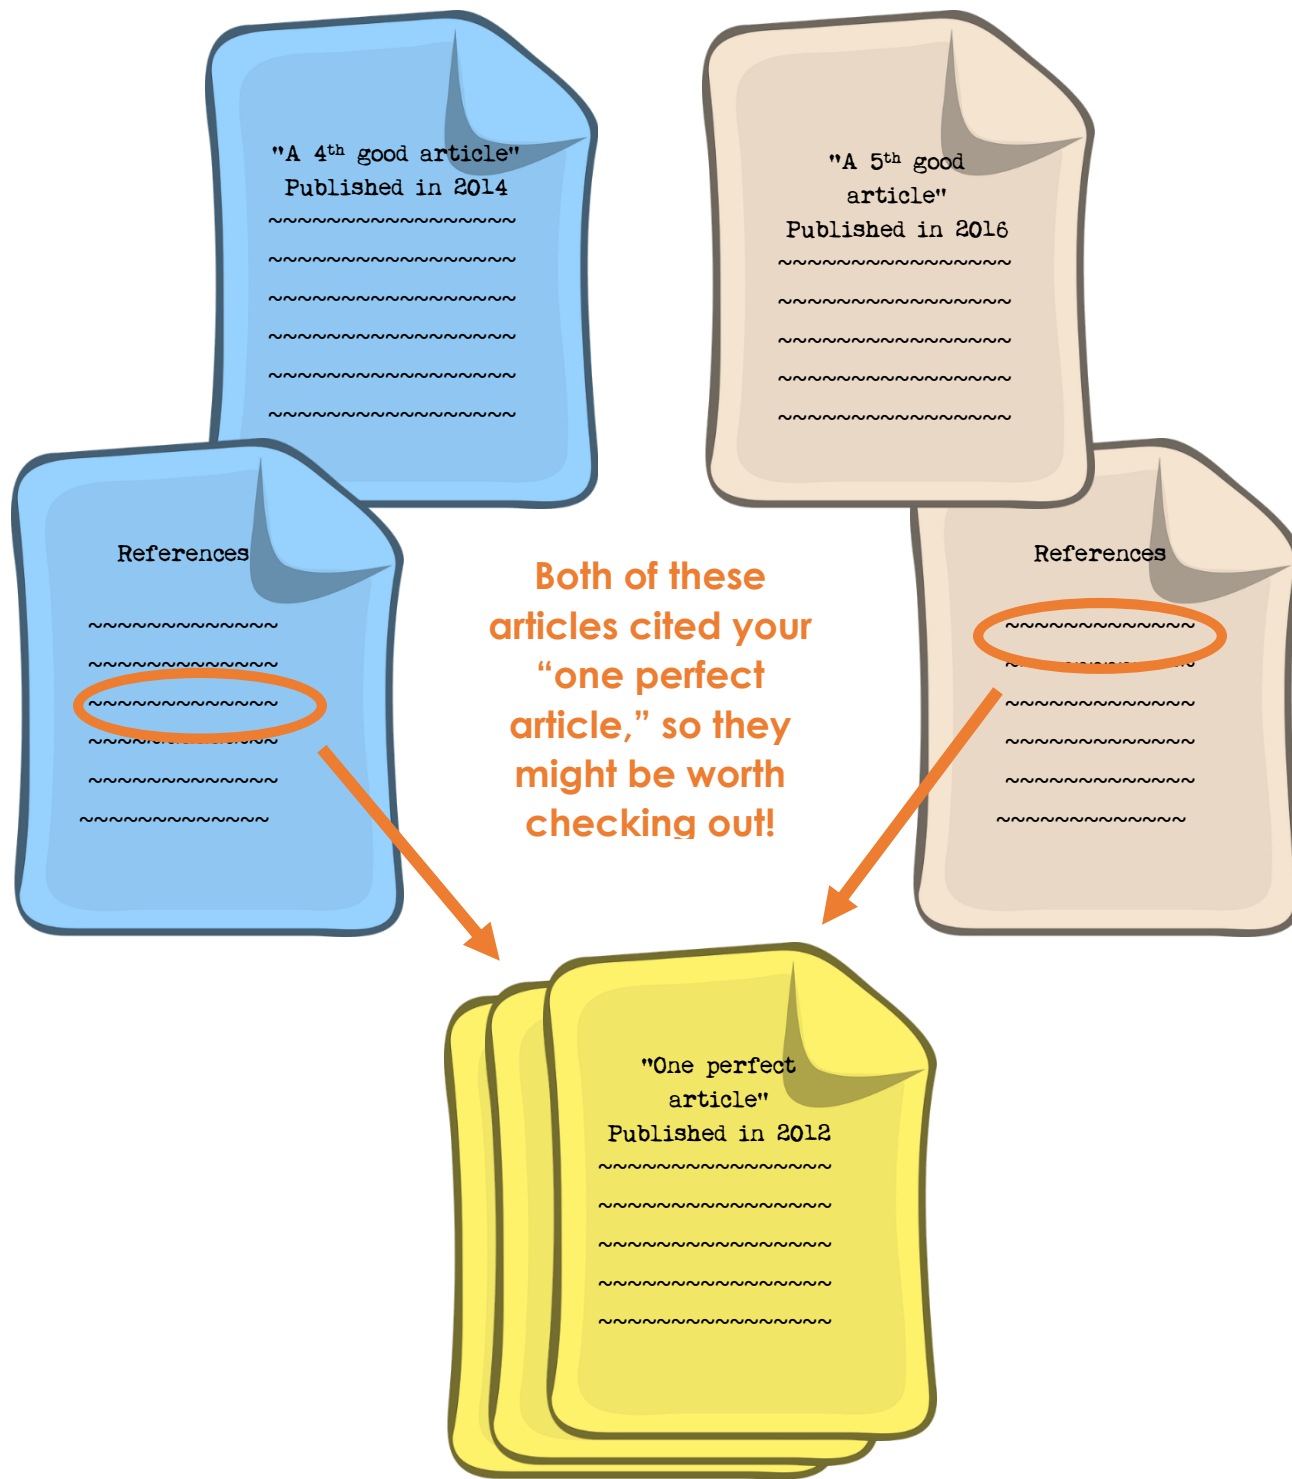 "A 4th good article"
Published in 2014
~~~~~~~~~~~~~~~~~
~~~~~~~~~~~~~~~~~
~~~~~~~~~~~~~~~~~
~~~~~~~~~~~~~~~~~
~~~~~~~~~~~~~~~~~
~~~~~~~~~~~~~~~~~
"A 5th good
article"
Published in 2016
~~~~~~~~~~~~~~~~
~~~~~~~~~~~~~~~~
~~~~~~~~~~~~~~~~
~~~~~~~~~~~~~~~~
~~~~~~~~~~~~~~~~
References
~~~~~~~~~~~~~
~~~~~~~~~~~~~
~~~~~~~~~~~~~
~~~~~~~~~~~~~
~~~~~~~~~~~~~
~~~~~~~~~~~~~
Both of these
articles cited your
“one perfect
article,” so they
might be worth
checking out!
References
~~~~~~~~~~~~~
~~~~~~~~~~~~~
~~~~~~~~~~~~~
~~~~~~~~~~~~~
~~~~~~~~~~~~~
~~~~~~~~~~~~~
"One perfect
article"
Published in 2012
~~~~~~~~~~~~~~~~
~~~~~~~~~~~~~~~~
~~~~~~~~~~~~~~~~
~~~~~~~~~~~~~~~~
~~~~~~~~~~~~~~~~